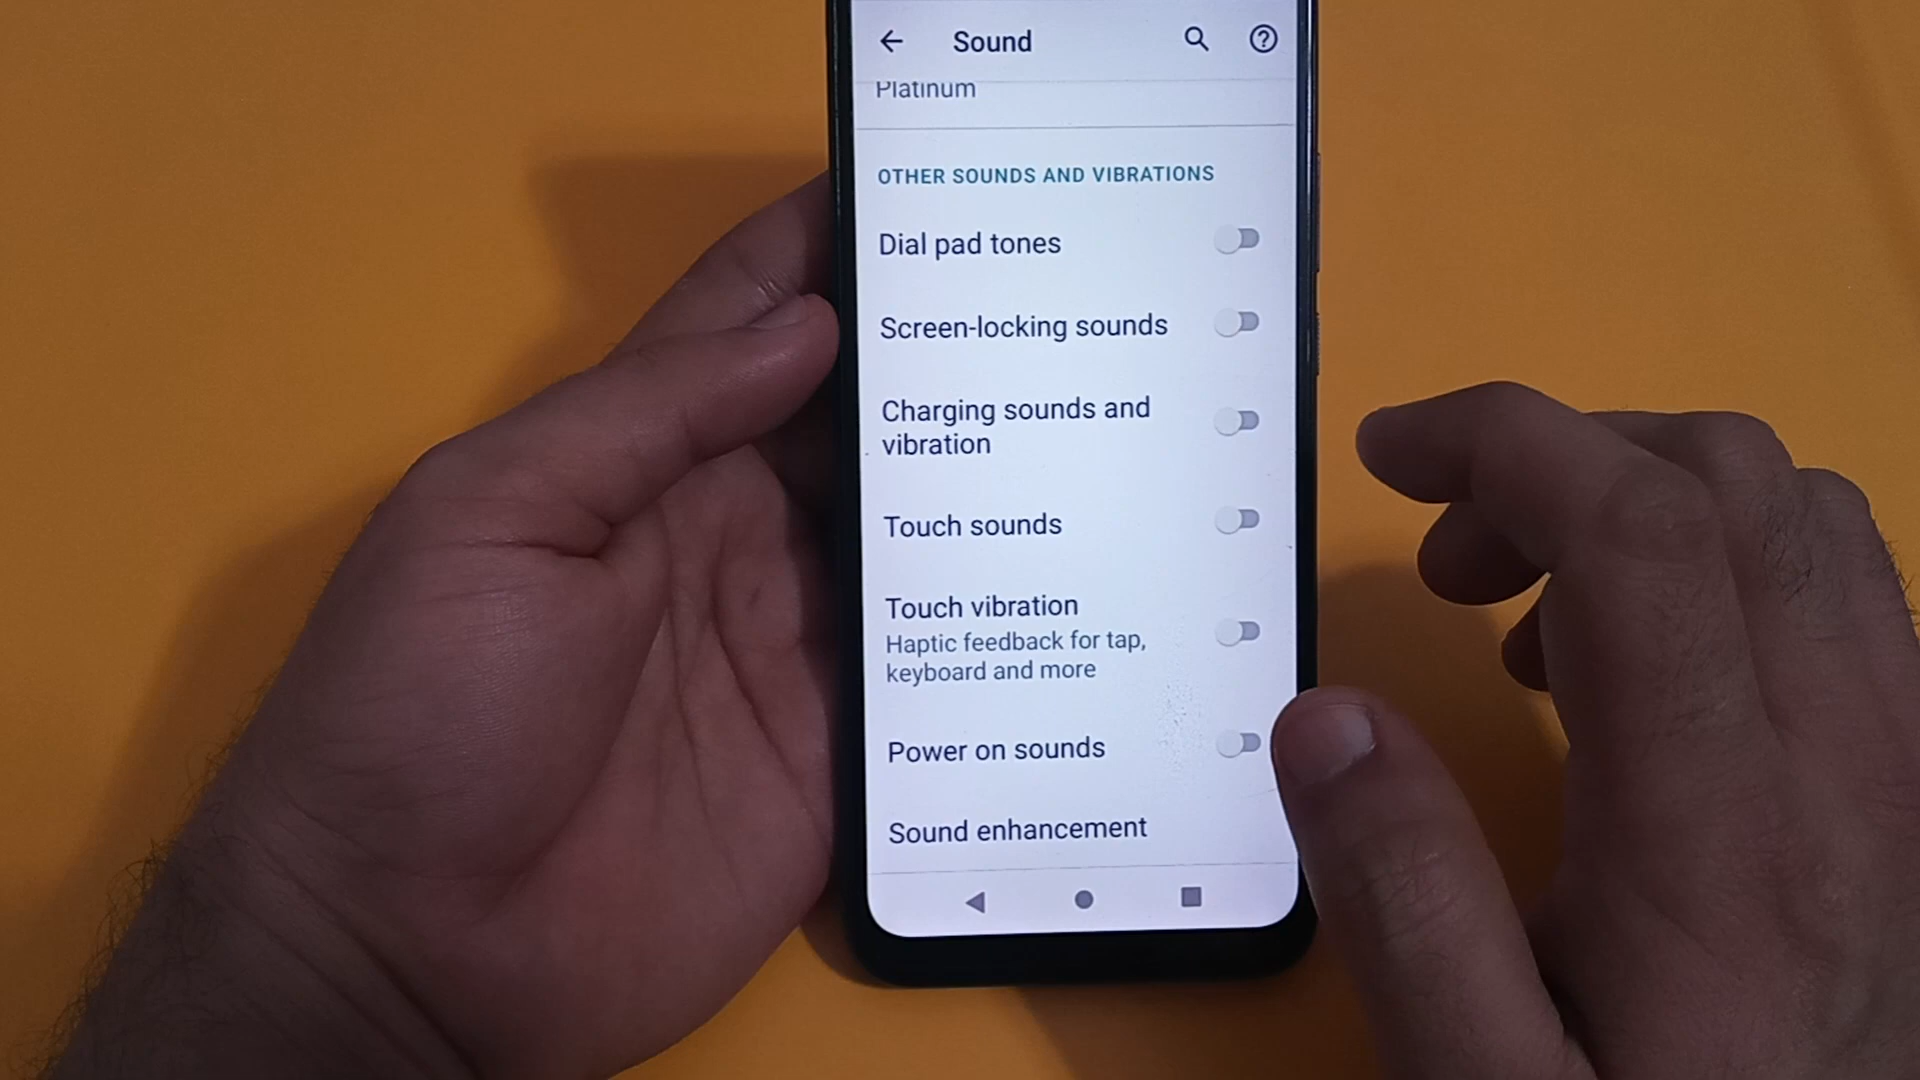 Sound
Platinum
OTHER SOUNDS AND VIBRATIONS
Dial pad tones
Screen-locking sounds
Charging sounds and
vibration
Touch sounds
Touch vibration
Haptic feedback for tap,
keyboard and more
Power on sounds
Sound enhancement